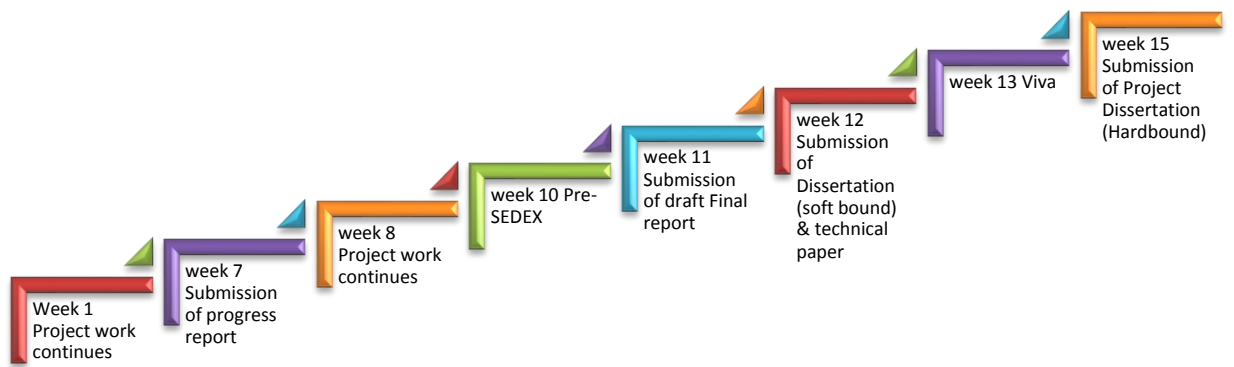 Week 1
Project work
continues
week 7
Submission
of progress
report
week 8
Project work
continues
week 10 Pre-
SEDEX
week 11
Submission
of draft Final
report
week 12
Submission
of
Dissertation
(soft bound)
& technical
paper
week 13 Viva
week 15
Submission
of Project
Dissertation
(Hardbound)